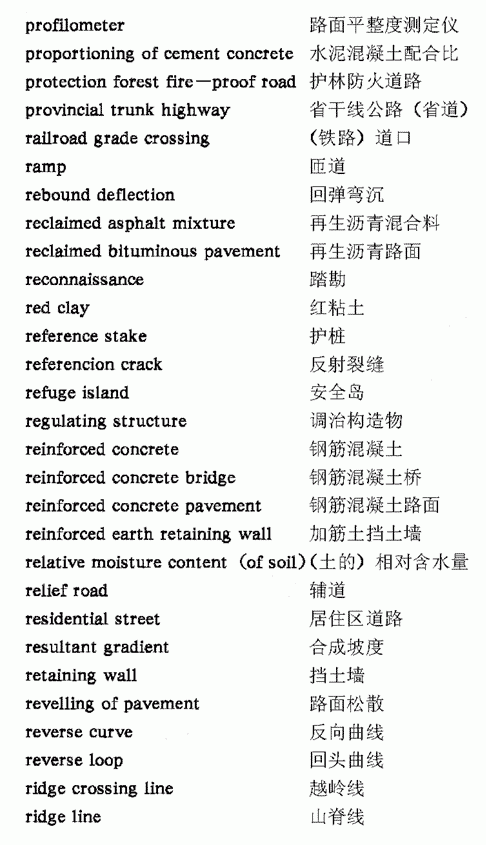 profilometer 路面平整度测定仪
proportioning of cement concrete 水泥混凝土配合比
protection forest fire—proof road 护林防火道路
provincial trunk highway 省干线公路（省道）
railroad grade crossing （铁路）道口
ramp 匝道
rebound deflection 回弹弯沉
reclaimed asphalt mixture 再生沥青混合料
reclaimed bituminous pavement 再生沥青路面
reconnaissance 踏勘
red clay 红粘土
reference stake 护桩
referencion crack 反射裂缝
refuge island 安全岛
regulating structure 调治构造物
reinforced concrete 钢筋混凝土
reinforced concrete bridge 钢筋混凝土桥
reinforced concrete pavement 钢筋混凝土路面
reinforced earth retaining wall 加筋土挡土墙
relative moisture content (of soil) （土的）相对含水量
relief road 辅道
residential street 居住区道路
resultant gradient 合成坡度
retaining wall 挡土墙
revelling of pavement 路面松散
reverse curve 反向曲线
reverse loop 回头曲线
ridge crossing line 越岭线
ridge line 山脊线